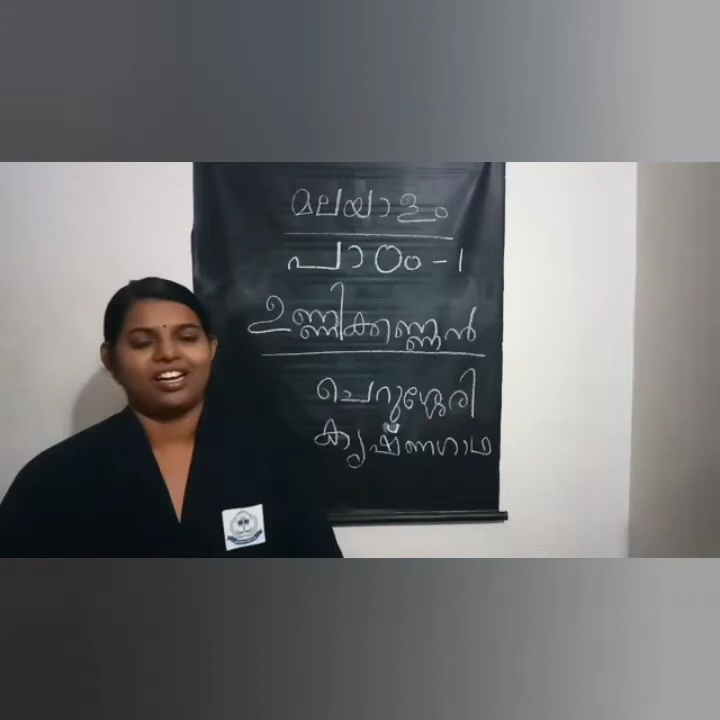 മലയാളം
പാഠം - 1
ഉണ്ണിക്കണ്ണൻ
ചെറുശ്ശേരി
കൃഷ്ണഗാഥ